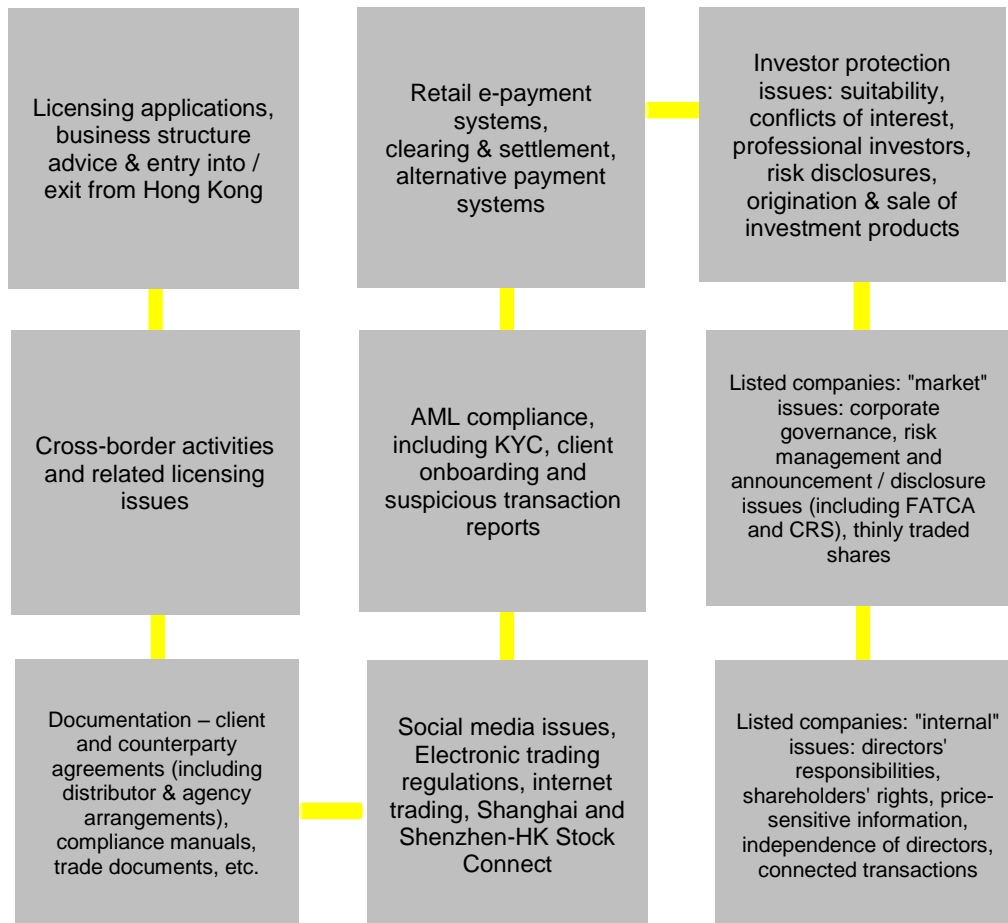 Licensing applications,
business structure
advice & entry into /
exit from Hong Kong
Cross-border activities
and related licensing
issues
Documentation – client
and counterparty
agreements (including
distributor & agency
arrangements),
compliance manuals,
trade documents, etc.
Social media issues,
Electronic trading
regulations, internet
trading, Shanghai and
Shenzhen-HK Stock
Connect
AML compliance,
including KYC, client
onboarding and
suspicious transaction
reports
Retail e-payment
systems,
clearing & settlement,
alternative payment
systems
Investor protection
issues: suitability,
conflicts of interest,
professional investors,
risk disclosures,
origination & sale of
investment products
Listed companies: "market"
issues: corporate
governance, risk
management and
announcement / disclosure
issues (including FATCA
and CRS), thinly traded
shares
Listed companies: "internal"
issues: directors'
responsibilities,
shareholders' rights, price-
sensitive information,
independence of directors,
connected transactions